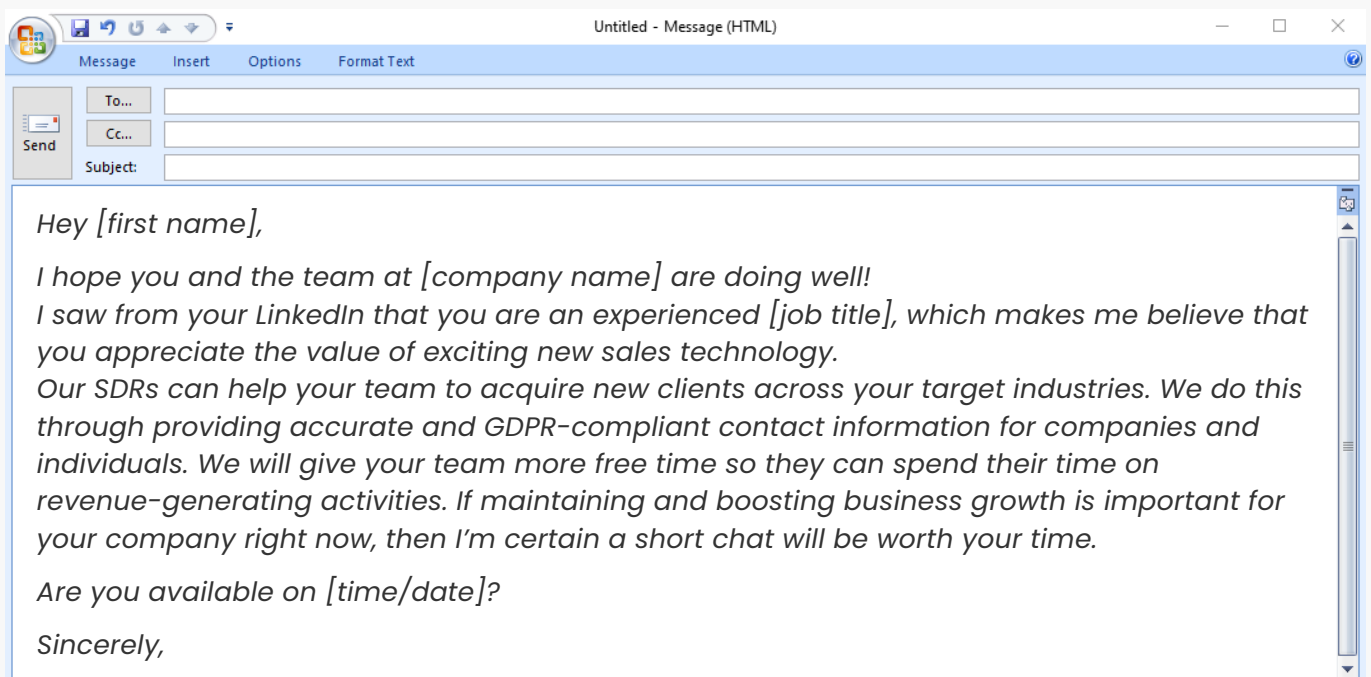 Untitled - Message (HTML)
Message Insert Options Format Text
To...
Cc...
Send
Subject:
Hey [first name],
I hope you and the team at [company name] are doing well!
I saw from your LinkedIn that you are an experienced [job title], which makes me believe that
you appreciate the value of exciting new sales technology.
Our SDRs can help your team to acquire new clients across your target industries. We do this
through providing accurate and GDPR-compliant contact information for companies and
individuals. We will give your team more free time so they can spend their time on
revenue-generating activities. If maintaining and boosting business growth is important for
your company right now, then I’m certain a short chat will be worth your time.
Are you available on [time/date]?
Sincerely,